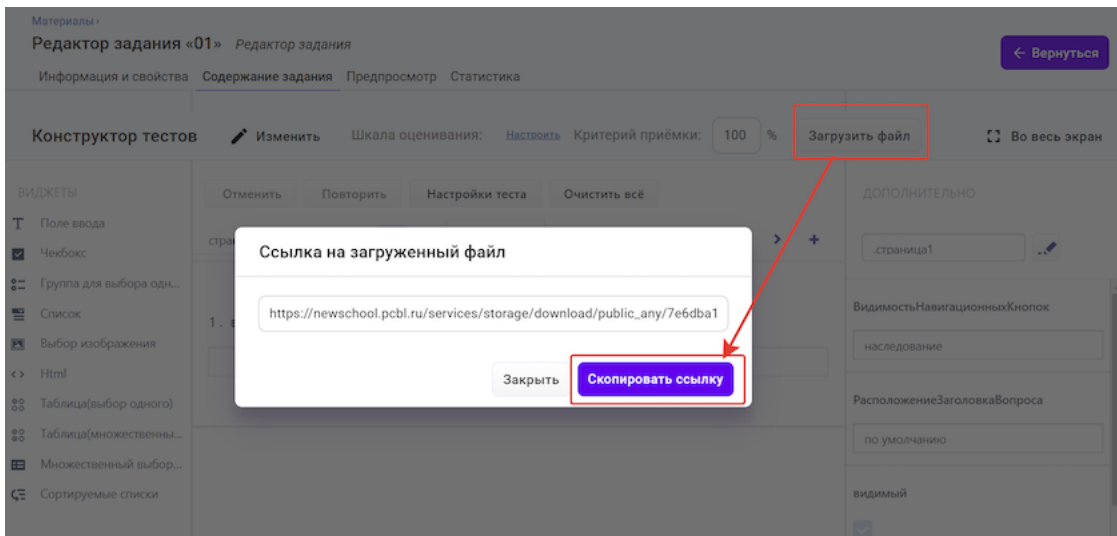 Материалы ›
Редактор задания «01» Редактор задания
← Вернуться
Информация и свойства Содержание задания Предпросмотр Статистика
Конструктор тестов Изменить Шкала оценивания: Настроить Критерий приёмки: 100 % Загрузить файл Во весь экран
ВИДЖЕТЫ
Отменить Повторить Настройки теста Очистить всё
ДОПОЛНИТЕЛЬНО
Поле ввода
Чекбокс
Группа для выбора одн...
Список
Выбор изображения
Html
Таблица(выбор одного)
Таблица(множественны...
Множественный выбор...
Сортируемые списки
стра
1.
Ссылка на загруженный файл
https://newschool.pcbl.ru/services/storage/download/public_any/7e6dba1
Закрыть Скопировать ссылку
.страница1
ВидимостьНавигационныхКнопок
наследование
РасположениеЗаголовкаВопроса
по умолчанию
видимый